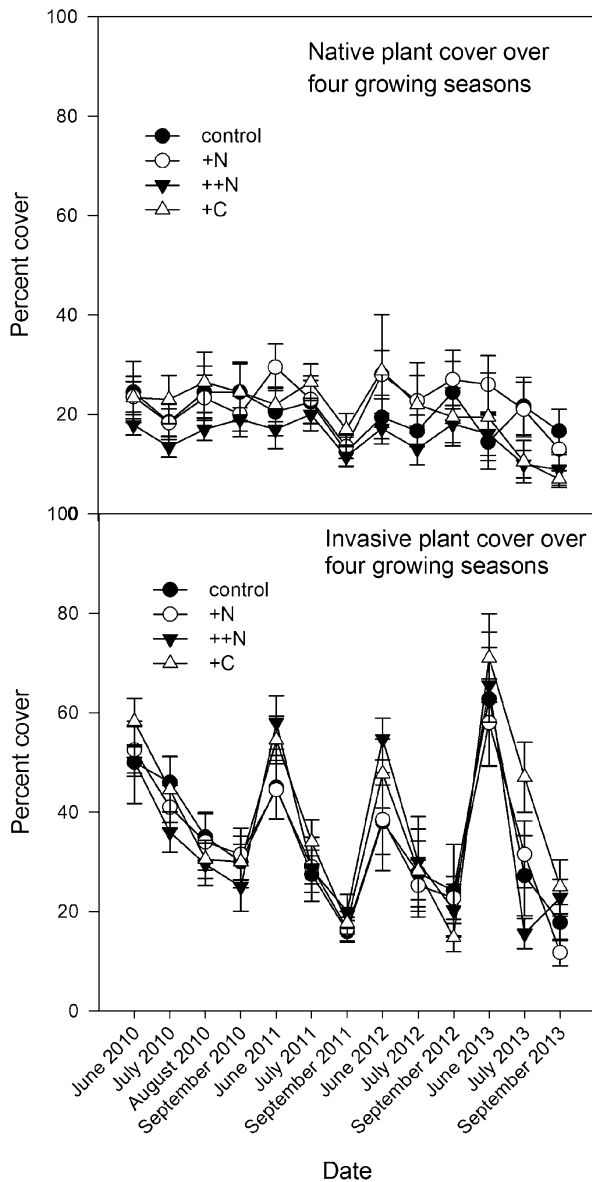 100
Native plant cover over
four growing seasons
80
control
+N
++N
+C
60
Percent cover
40
20
0
100
Invasive plant cover over
four growing seasons
control
+N
++N
+C
80
60
Percent cover
40
20
0
June 2010
July 2010
August 2010
September 2010
June 2011
July 2011
September 2011
June 2012
July 2012
September 2012
June 2013
July 2013
September 2013
Date